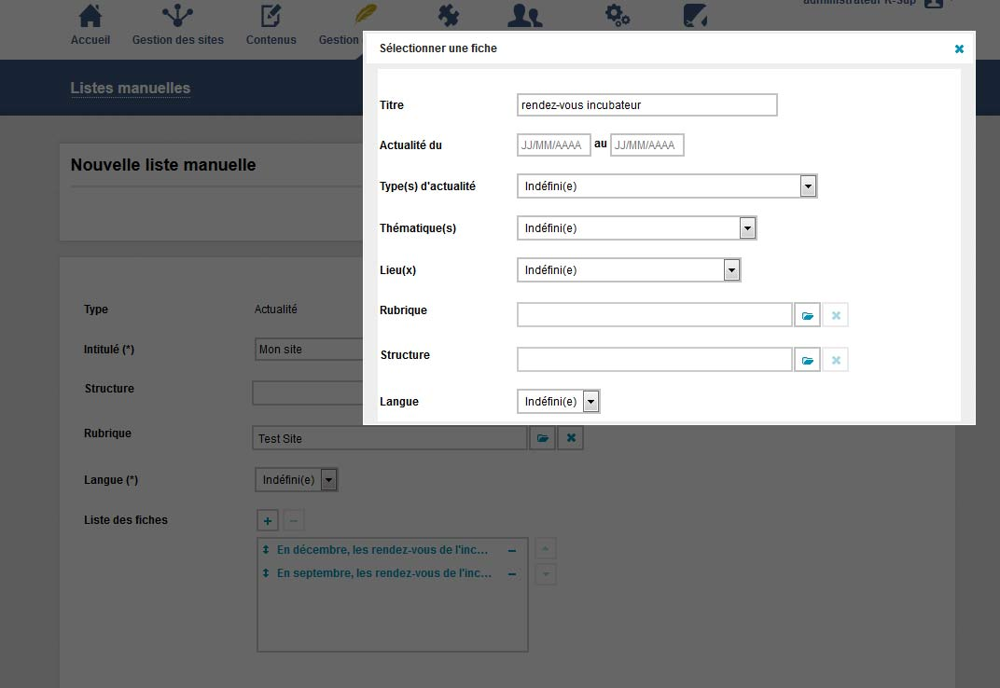 administrateur K-Sup
Accueil
Gestion des sites
Contenus
Gestion
Listes manuelles
Sélectionner une fiche
Titre
rendez-vous incubateur
Actualité du
JJ/MM/AAAA
au
JJ/MM/AAAA
Type(s) d'actualité
Indéfini(e)
Thématique(s)
Indéfini(e)
Lieu(x)
Indéfini(e)
Rubrique
Structure
Langue
Indéfini(e)
Nouvelle liste manuelle
Type
Actualité
Intitulé (*)
Mon site
Structure
Rubrique
Test Site
Langue (*)
Indéfini(e)
Liste des fiches
En décembre, les rendez-vous de l'inc...
En septembre, les rendez-vous de l'inc...